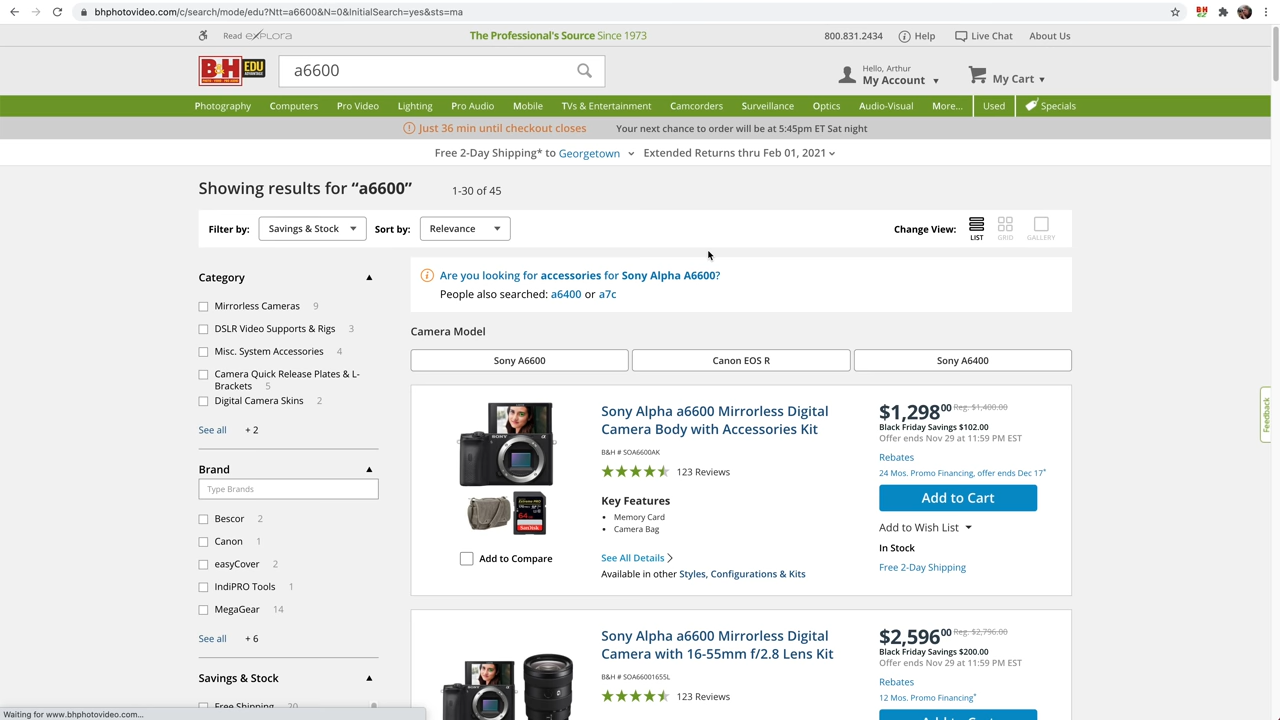 bhphotovideo.com/c/search/mode/edu?Ntt=a6600&N=0&InitialSearch=yes&sts=ma
Read explora
The Professional's Source Since 1973
800.831.2434 Help Live Chat About Us
B&H EDU ADVANTAGE
a6600
Hello, Arthur
My Account
My Cart
Photography Computers Pro Video Lighting Pro Audio Mobile TVs & Entertainment Camcorders Surveillance Optics Audio-Visual More... Used Specials
Just 36 min until checkout closes Your next chance to order will be at 5:45pm ET Sat night
Free 2-Day Shipping* to Georgetown Extended Returns thru Feb 01, 2021
Showing results for “a6600” 1-30 of 45
Filter by: Savings & Stock Sort by: Relevance
Change View: LIST GRID GALLERY
Category
Mirrorless Cameras 9
DSLR Video Supports & Rigs 3
Misc. System Accessories 4
Camera Quick Release Plates & L-
Brackets 5
Digital Camera Skins 2
See all + 2
Brand
Type Brands
Bescor 2
Canon 1
easyCover 2
IndiPRO Tools 1
MegaGear 14
See all + 6
Savings & Stock
Free Shipping 20
Are you looking for accessories for Sony Alpha A6600?
People also searched: a6400 or a7c
Camera Model
Sony A6600 Canon EOS R Sony A6400
SONY
SanDisk
Sony Alpha a6600 Mirrorless Digital
Camera Body with Accessories Kit
B&H # SOA6600AK
123 Reviews
Key Features
• Memory Card
• Camera Bag
See All Details
Available in other Styles, Configurations & Kits
Add to Compare
$1,298.00 Reg. $1,400.00
Black Friday Savings $102.00
Offer ends Nov 29 at 11:59 PM EST
Rebates
24 Mos. Promo Financing, offer ends Dec 17*
Add to Cart
Add to Wish List
In Stock
Free 2-Day Shipping
Sony Alpha a6600 Mirrorless Digital
Camera with 16-55mm f/2.8 Lens Kit
B&H # SOA66001655L
123 Reviews
$2,596.00 Reg. $2,796.00
Black Friday Savings $200.00
Offer ends Nov 29 at 11:59 PM EST
Rebates
12 Mos. Promo Financing*
Add to Cart
Feedback
Waiting for www.bhphotovideo.com...